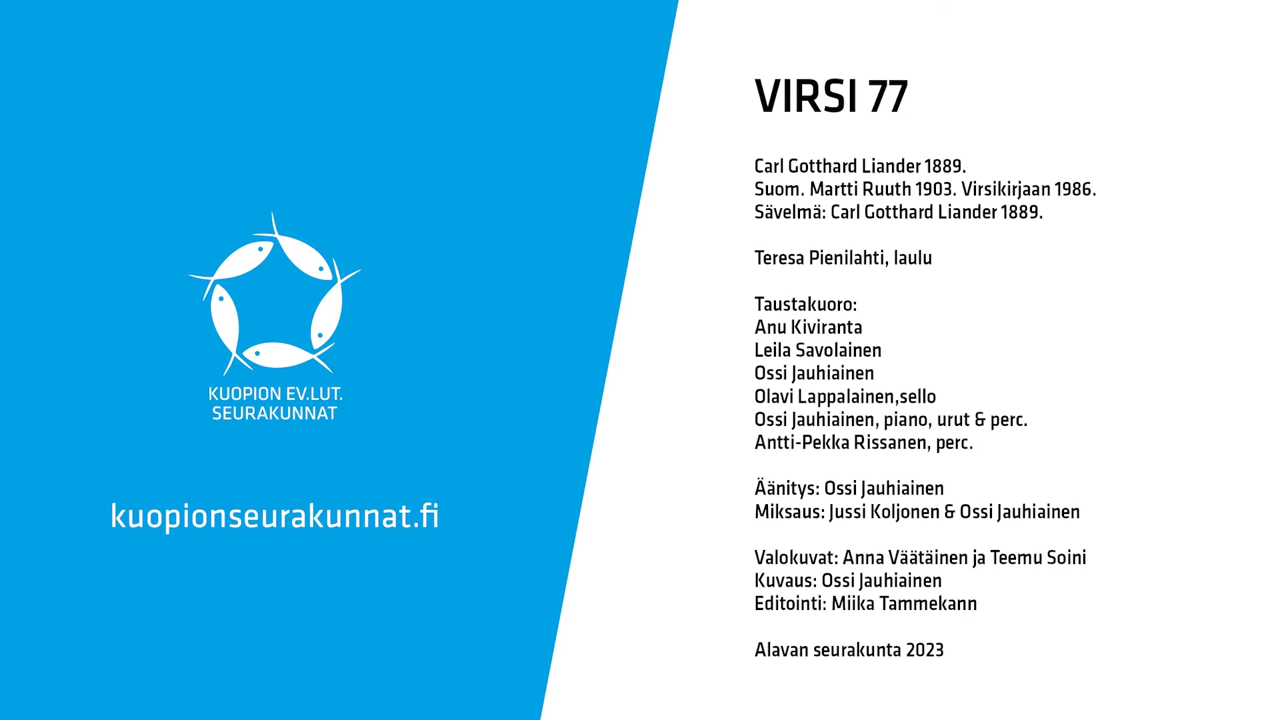 KUOPION EV.LUT.
SEURAKUNNAT
kuopionseurakunnat.fi
VIRSI 77
Carl Gotthard Liander 1889.
Suom. Martti Ruuth 1903. Virsikirjaan 1986.
Sävelmä: Carl Gotthard Liander 1889.
Teresa Pienilahti, laulu
Taustakuoro:
Anu Kiviranta
Leila Savolainen
Ossi Jauhiainen
Olavi Lappalainen,sello
Ossi Jauhiainen, piano, urut & perc.
Antti-Pekka Rissanen, perc.
Äänitys: Ossi Jauhiainen
Miksaus: Jussi Koljonen & Ossi Jauhiainen
Valokuvat: Anna Väätäinen ja Teemu Soini
Kuvaus: Ossi Jauhiainen
Editointi: Miika Tammekann
Alavan seurakunta 2023